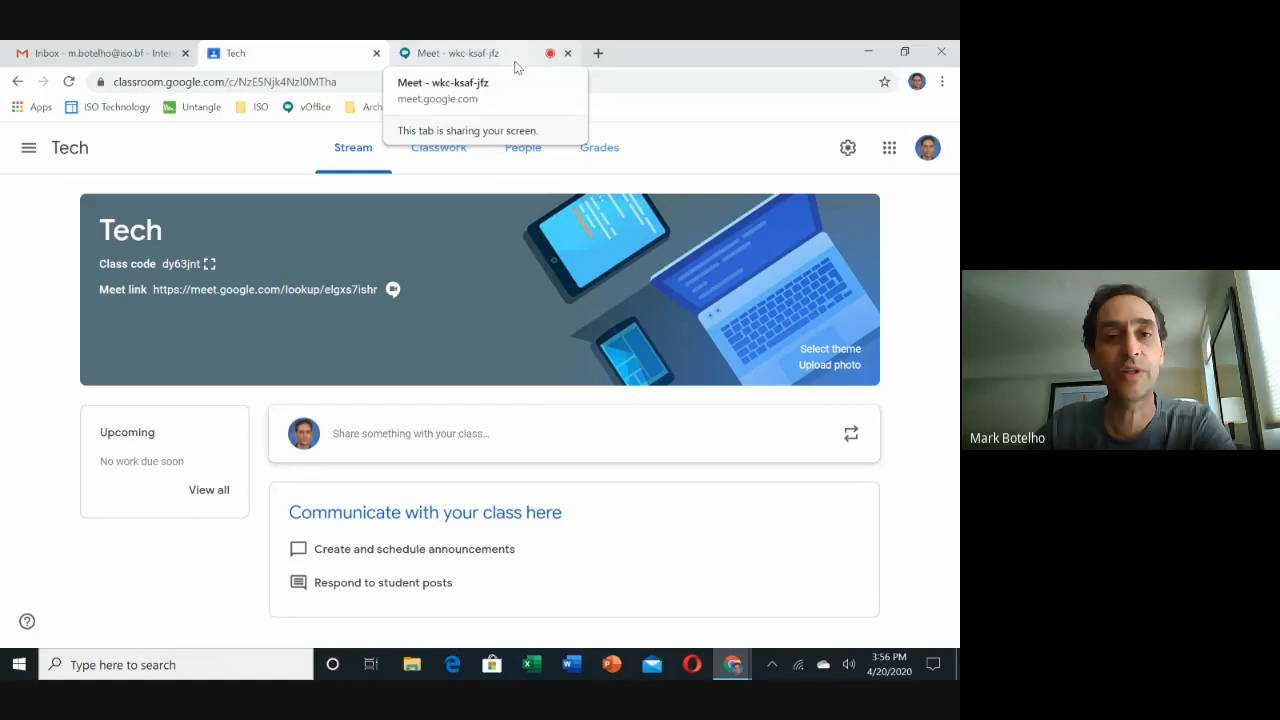 Inbox - m.botelho@iso.bf - Inter
Tech
Meet - wkc-ksaf-jfz
classroom.google.com/c/NzE5Njk4NzI0MTha
Meet - wkc-ksaf-jfz
meet.google.com
This tab is sharing your screen.
Apps
ISO Technology
Untangle
ISO
vOffice
Arch
Tech
Stream
Classwork
People
Grades
Tech
Class code dy63jnt
Meet link https://meet.google.com/lookup/elgxs7ishr
Select theme
Upload photo
Upcoming
No work due soon
View all
Share something with your class…
Communicate with your class here
Create and schedule announcements
Respond to student posts
Mark Botelho
Type here to search
3:56 PM
4/20/2020